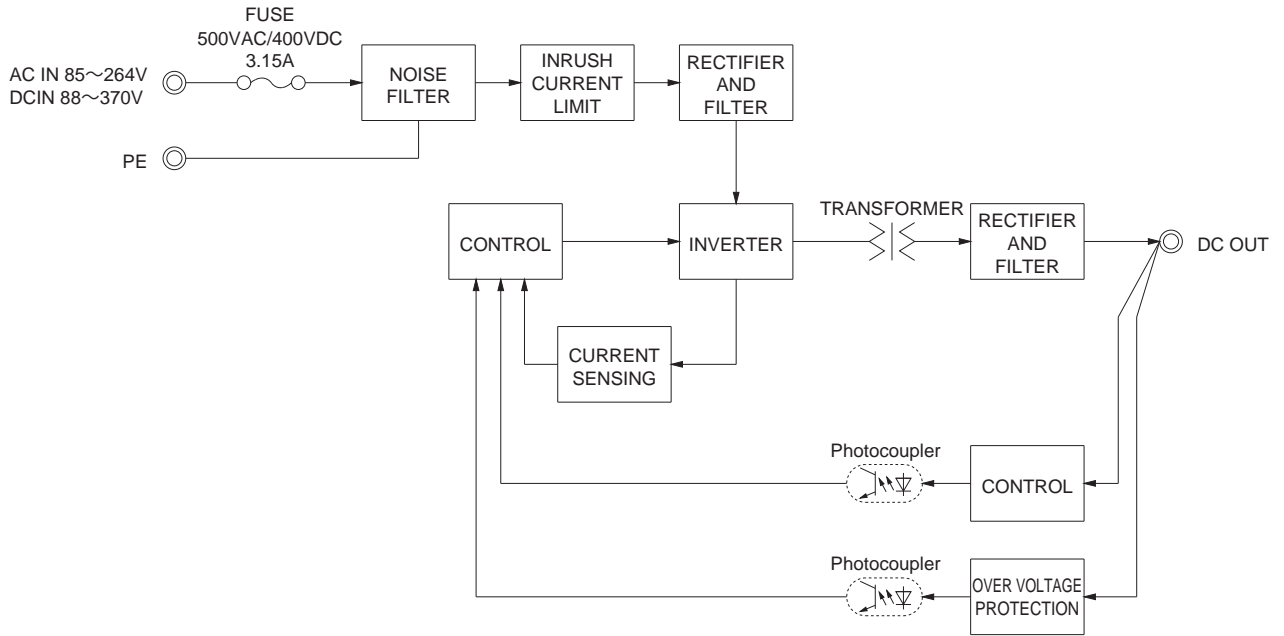 FUSE
500VAC/400VDC
3.15A
AC IN 85～264V
DCIN 88～370V
NOISE
FILTER
INRUSH
CURRENT
LIMIT
RECTIFIER
AND
FILTER
PE
CONTROL
INVERTER
TRANSFORMER
RECTIFIER
AND
FILTER
DC OUT
CURRENT
SENSING
Photocoupler
CONTROL
Photocoupler
OVER VOLTAGE
PROTECTION